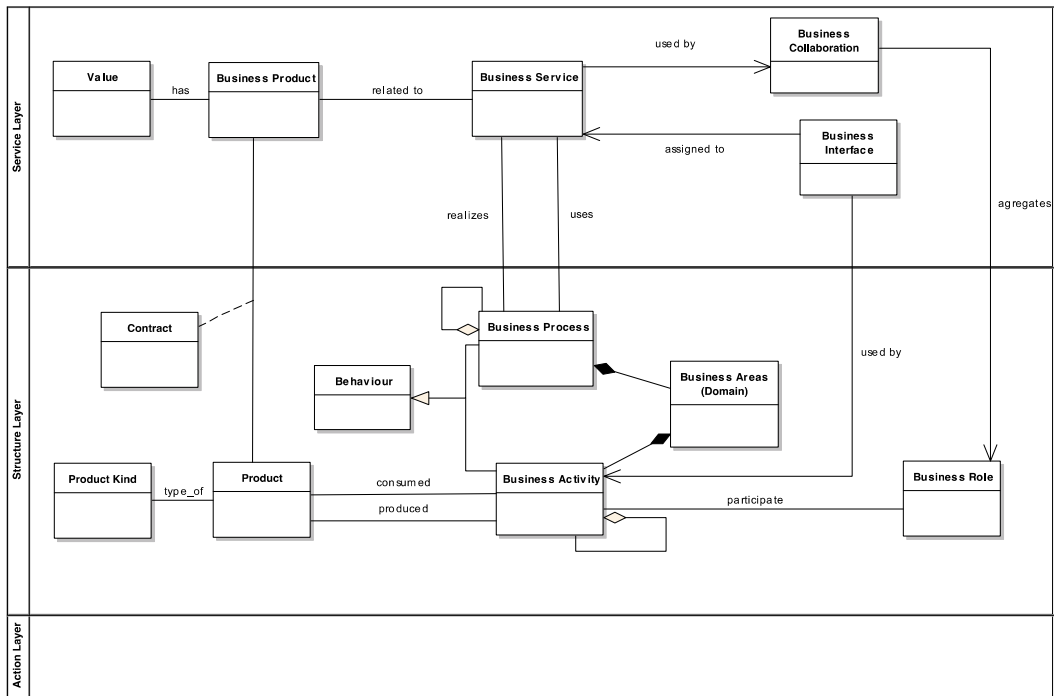 Service Layer
Value
has
Business Product
related to
Business Service
used by
Business
Collaboration
assigned to
Business
Interface
realizes
uses
agregates
Structure Layer
Contract
Business Process
Behaviour
Business Areas
(Domain)
used by
Product Kind
type_of
Product
consumed
produced
Business Activity
participate
Business Role
Action Layer